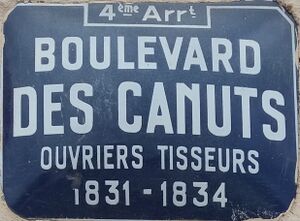 4ème Arrt
BOULEVARD
DES CANUTS
OUVRIERS TISSEURS
1831 - 1834